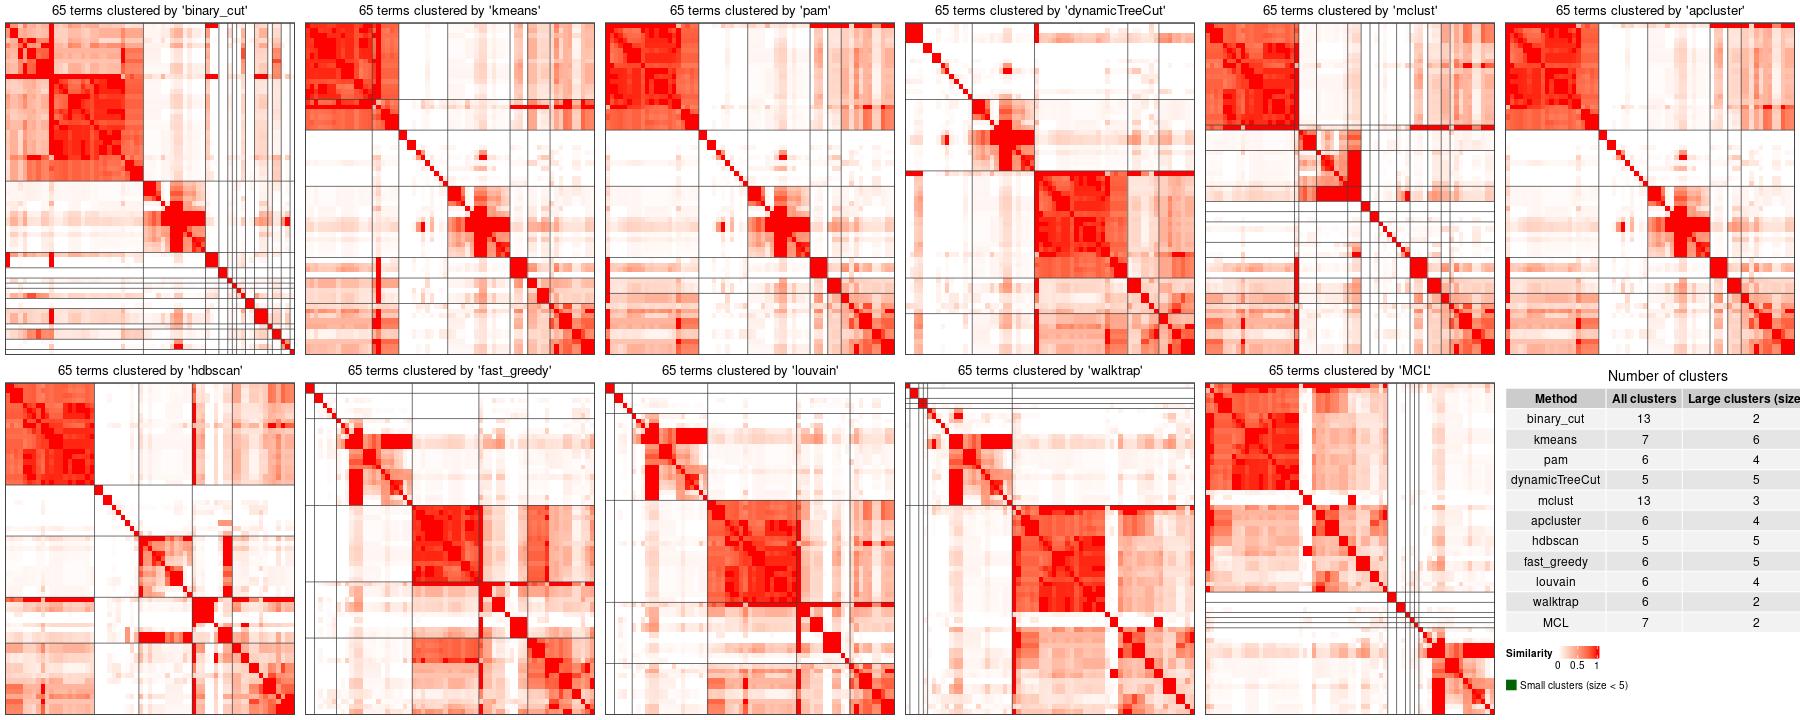 65 terms clustered by 'binary_cut'
65 terms clustered by 'kmeans'
65 terms clustered by 'pam'
65 terms clustered by 'dynamicTreeCut'
65 terms clustered by 'mclust'
65 terms clustered by 'apcluster'
65 terms clustered by 'hdbscan'
65 terms clustered by 'fast_greedy'
65 terms clustered by 'louvain'
65 terms clustered by 'walktrap'
65 terms clustered by 'MCL'
Number of clusters
Method All clusters Large clusters (size
binary_cut 13 2
kmeans 7 6
pam 6 4
dynamicTreeCut 5 5
mclust 13 3
apcluster 6 4
hdbscan 5 5
fast_greedy 6 5
louvain 6 4
walktrap 6 2
MCL 7 2
Similarity
0 0.5 1
Small clusters (size < 5)